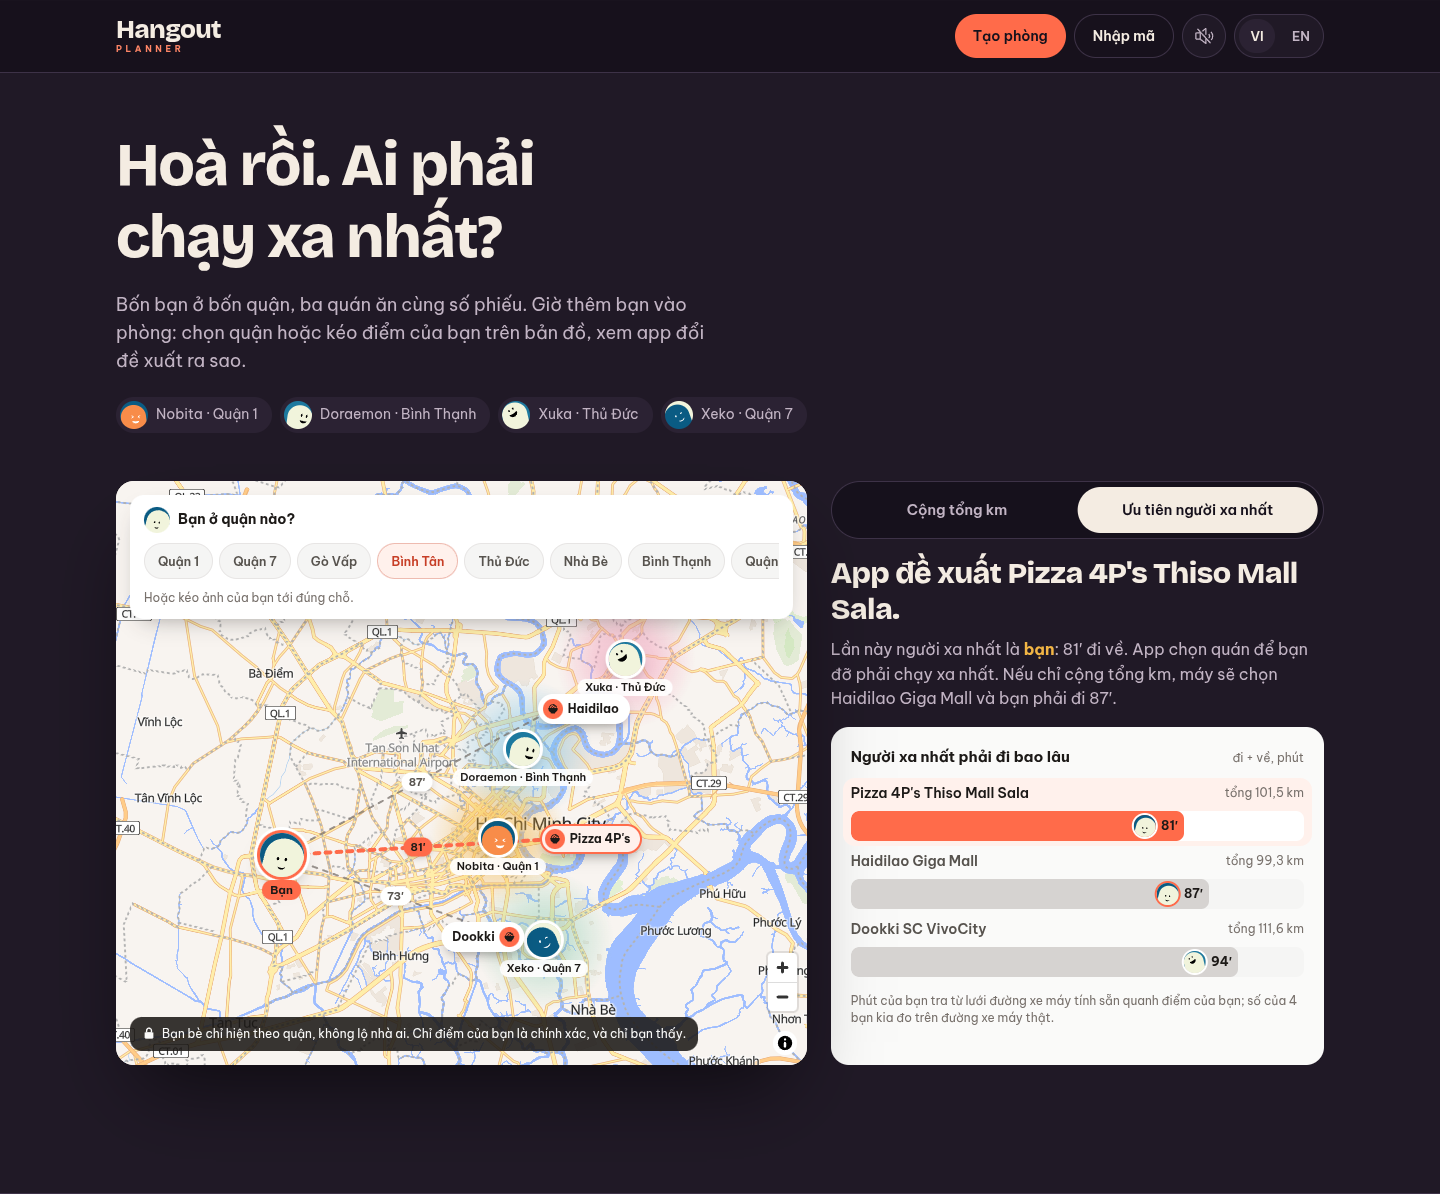 Hangout
PLANNER
Tạo phòng
Nhập mã
VI
EN
Hoà rồi. Ai phải
chạy xa nhất?
Bốn bạn ở bốn quận, ba quán ăn cùng số phiếu. Giờ thêm bạn vào
phòng: chọn quận hoặc kéo điểm của bạn trên bản đồ, xem app đổi
đề xuất ra sao.
Nobita · Quận 1
Doraemon · Bình Thạnh
Xuka · Thủ Đức
Xeko · Quận 7
Bạn ở quận nào?
Quận 1
Quận 7
Gò Vấp
Bình Tân
Thủ Đức
Nhà Bè
Bình Thạnh
Quận
Hoặc kéo ảnh của bạn tới đúng chỗ.
QL.1
Bà Điểm
Xuka · Thủ Đức
Haidilao
QL.1
Vĩnh Lộc
Tan Son Nhat
International Airport
Doraemon · Bình Thạnh
87'
CT.29
CT.29
Tân Vĩnh Lộc
T.40
Pizza 4P's
81'
Nobita · Quận 1
Bạn
73'
Phú Hữu
Phước Lý
Phước Lương
Dookki
QL.1
Bình Hưng
Xeko · Quận 7
Nhà Bè
Nhơn T
Bạn bè chỉ hiện theo quận, không lộ nhà ai. Chỉ điểm của bạn là chính xác, và chỉ bạn thấy.
CT.01
Phước Khánh
Cộng tổng km
Ưu tiên người xa nhất
App đề xuất Pizza 4P's Thiso Mall
Sala.
Lần này người xa nhất là bạn: 81' đi về. App chọn quán để bạn
đỡ phải chạy xa nhất. Nếu chỉ cộng tổng km, máy sẽ chọn
Haidilao Giga Mall và bạn phải đi 87'.
Người xa nhất phải đi bao lâu
đi + về, phút
Pizza 4P's Thiso Mall Sala
tổng 101,5 km
81'
Haidilao Giga Mall
tổng 99,3 km
87'
Dookki SC VivoCity
tổng 111,6 km
94'
Phút của bạn tra từ lưới đường xe máy tính sẵn quanh điểm của bạn; số của 4
bạn kia đo trên đường xe máy thật.